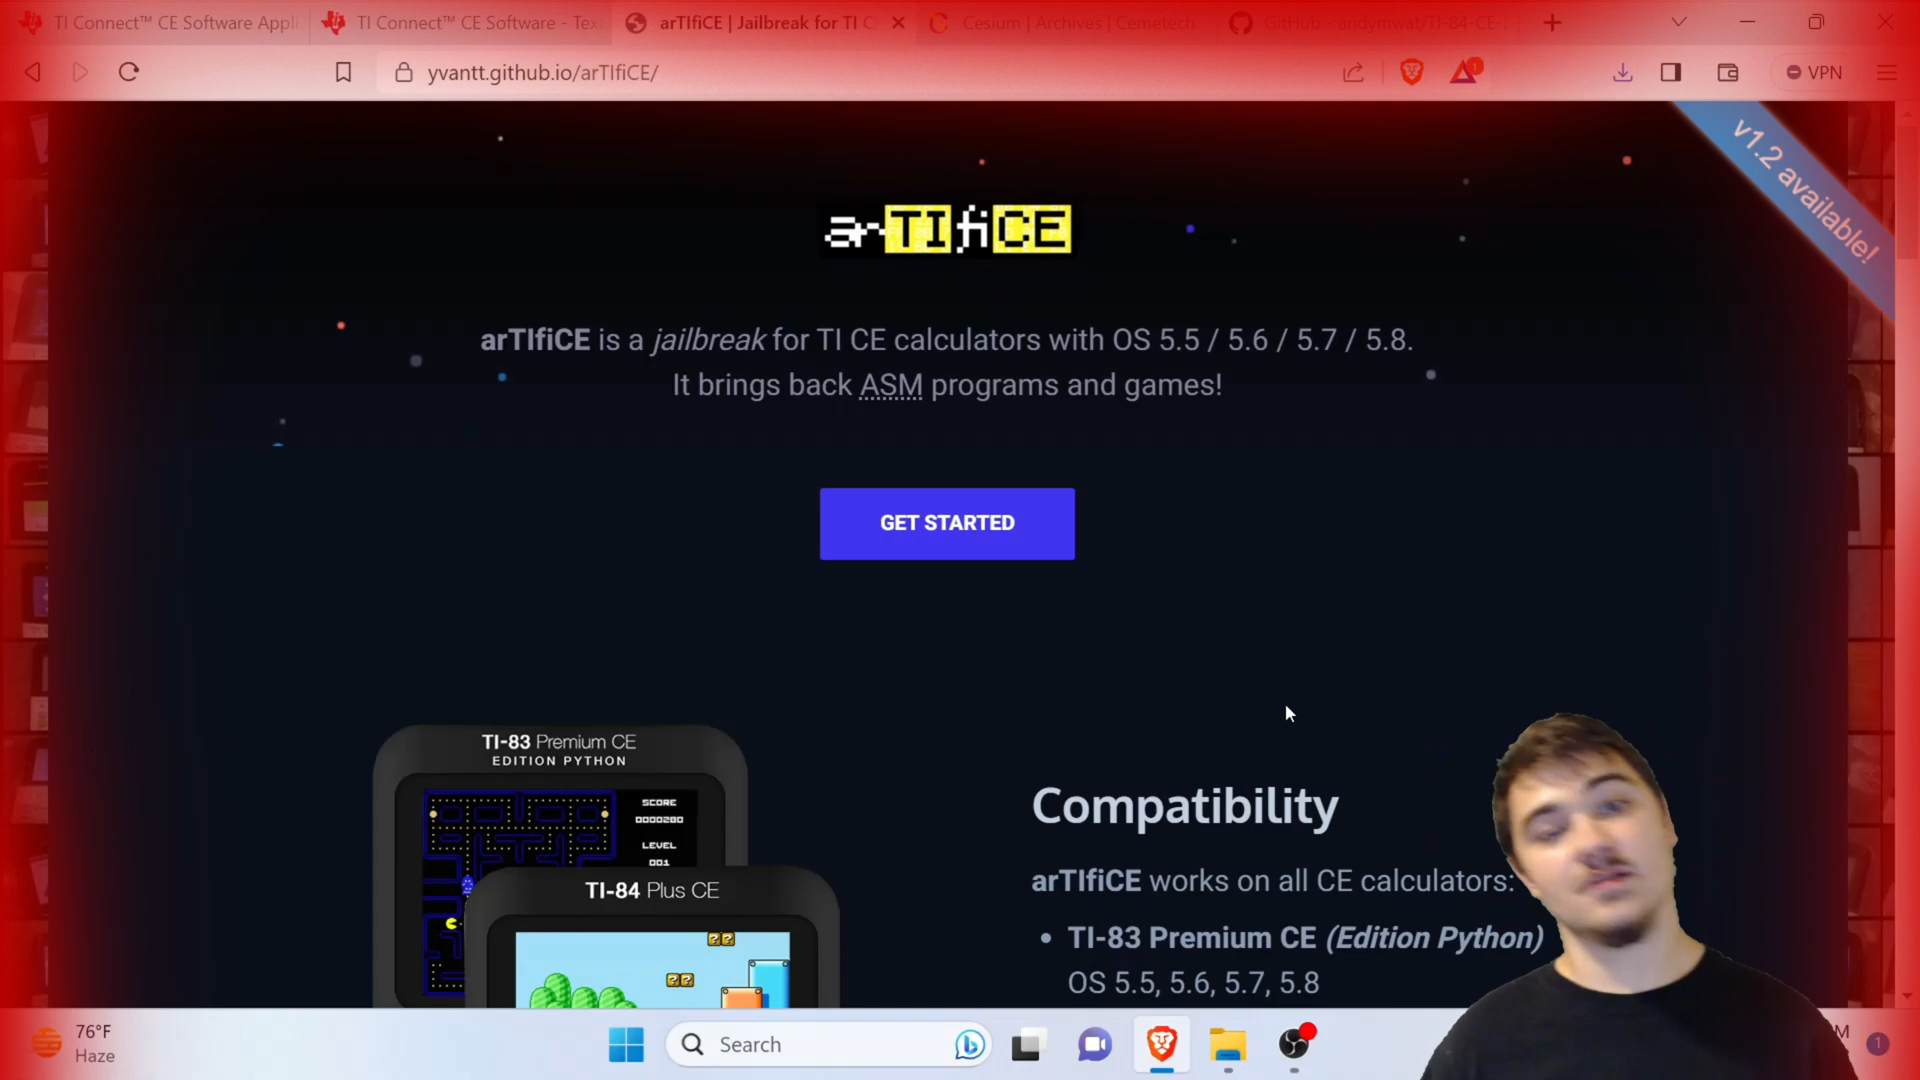 TI Connect™ CE Software Appli
TI Connect™ CE Software - Texa
arTIfiCE | Jailbreak for TI C
Cesium | Archives | Cemetech
GitHub - andymwat/TI-84-CE-
yvantt.github.io/arTIfiCE/
1
VPN
v1.2 available!
arTIfiCE
arTIfiCE is a jailbreak for TI CE calculators with OS 5.5 / 5.6 / 5.7 / 5.8.
It brings back ASM programs and games!
GET STARTED
TI-83 Premium CE
EDITION PYTHON
SCORE
0000280
LEVEL
001
TI-84 Plus CE
Compatibility
arTIfiCE works on all CE calculators:
• TI-83 Premium CE (Edition Python)
OS 5.5, 5.6, 5.7, 5.8
76°F
Haze
Search
M
1